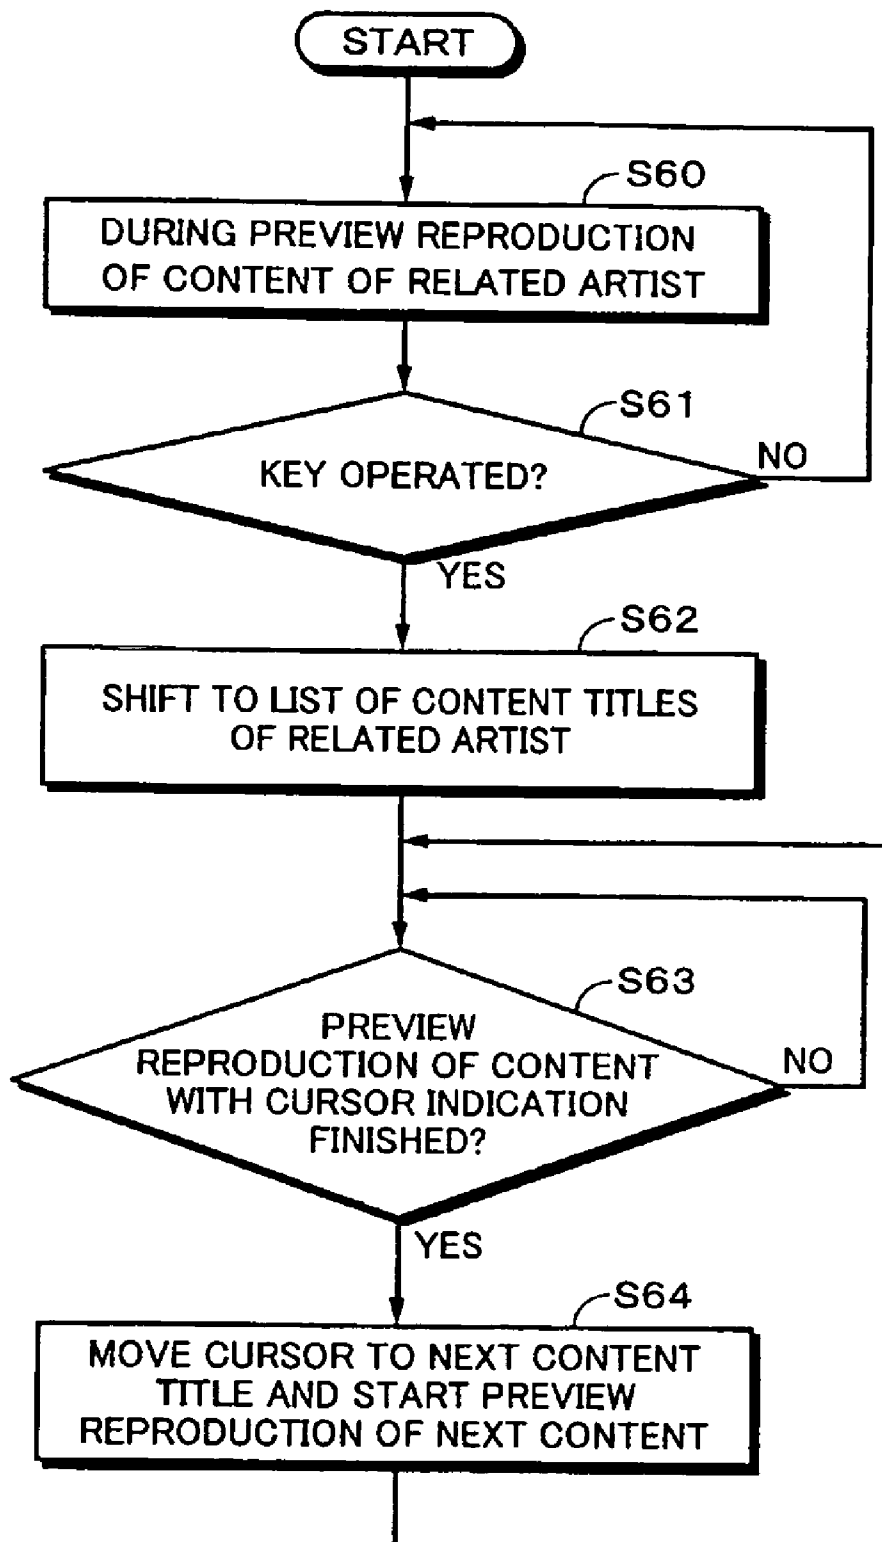 START
S60
DURING PREVIEW REPRODUCTION
OF CONTENT OF RELATED ARTIST
S61
KEY OPERATED?
NO
YES
S62
SHIFT TO LIST OF CONTENT TITLES
OF RELATED ARTIST
S63
PREVIEW
REPRODUCTION OF CONTENT
WITH CURSOR INDICATION
FINISHED?
NO
YES
S64
MOVE CURSOR TO NEXT CONTENT
TITLE AND START PREVIEW
REPRODUCTION OF NEXT CONTENT